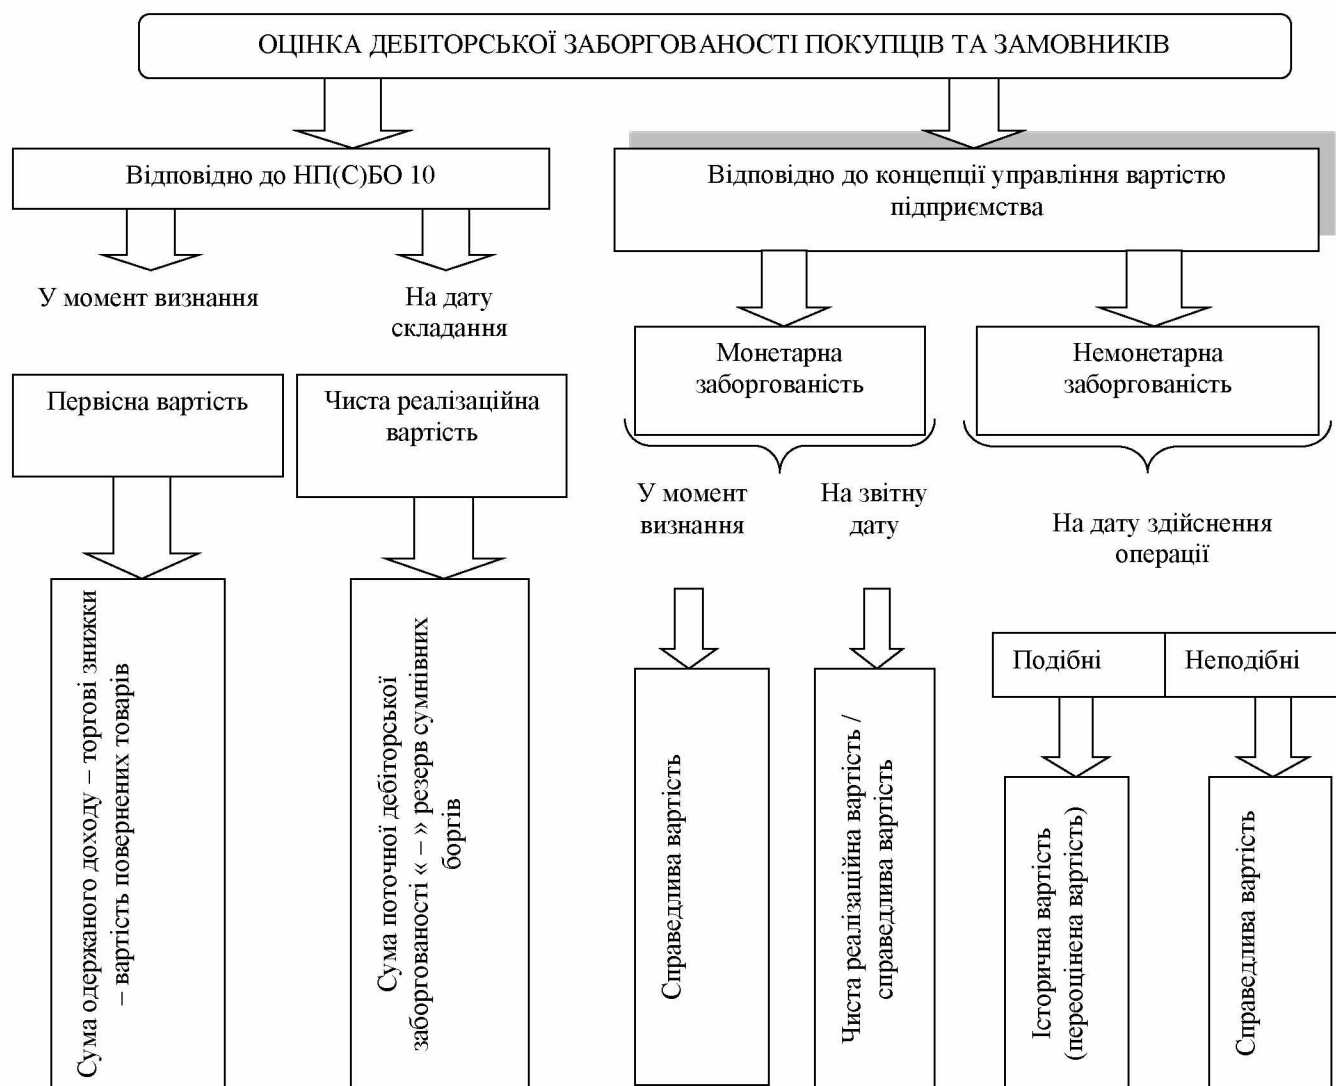 ОЦІНКА ДЕБІТОРСЬКОЇ ЗАБОРГОВАНОСТІ ПОКУПЦІВ ТА ЗАМОВНИКІВ
Відповідно до НП(С)БО 10
У момент визнання
На дату
складання
Первісна вартість
Чиста реалізаційна
вартість
Сума одержаного доходу – торгові знижки
– вартість повернених товарів
Сума поточної дебіторської
заборгованості « – » резерв сумнівних
боргів
Відповідно до концепції управління вартістю
підприємства
Монетарна
заборгованість
Немонетарна
заборгованість
У момент
визнання
На звітну
дату
На дату здійснення
операції
Справедлива вартість
Чиста реалізаційна вартість /
справедлива вартість
Подібні
Неподібні
Історична вартість
(переоцінена вартість)
Справедлива вартість